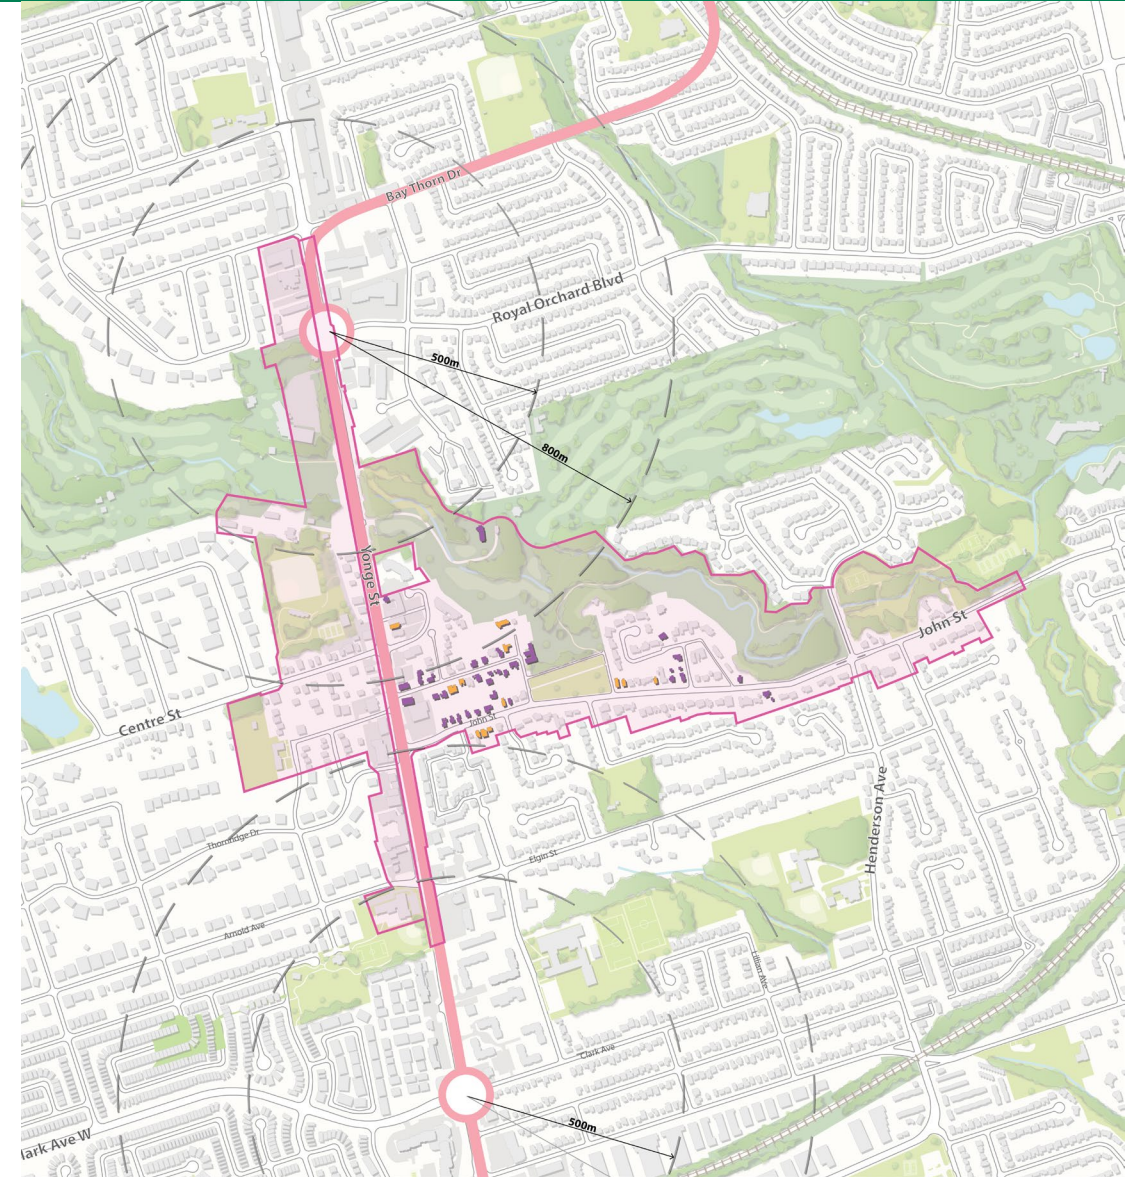 Bay Thorn Dr
Royal Orchard Blvd
500m
800m
Yonge St
John St
Centre St
John St
Thornridge Dr
Elgin St
Henderson Ave
Arnold Ave
Lillian Ave
Clark Ave
500m
lark Ave W